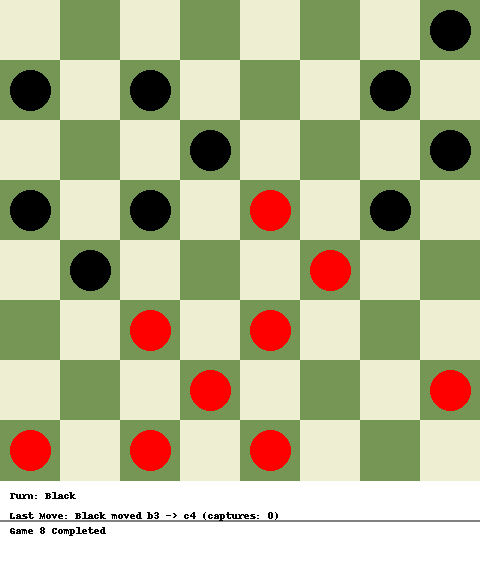 Turn: Black
Last Move: Black moved b3 -> c4 (captures: 0)
Game 8 Completed